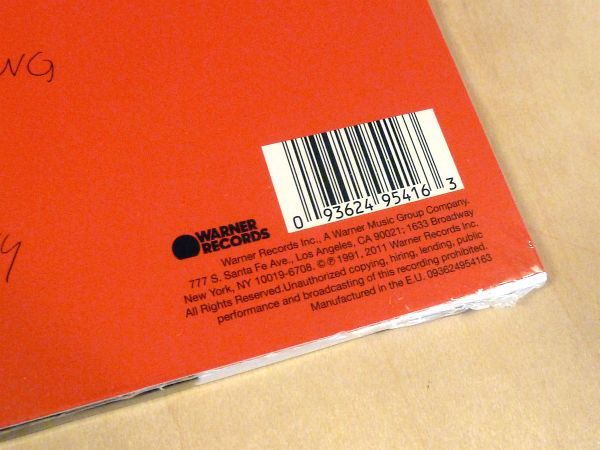 0 93624 95416 3
WARNER
RECORDS
Warner Records Inc., A Warner Music Group Company.
777 S. Santa Fe Ave., Los Angeles, CA 90021; 1633 Broadway
New York, NY 10019-6708. © ℗ 1991, 2011 Warner Records Inc.
All Rights Reserved.Unauthorized copying, hiring, lending, public
performance and broadcasting of this recording prohibited.
Manufactured in the E.U. 093624954163